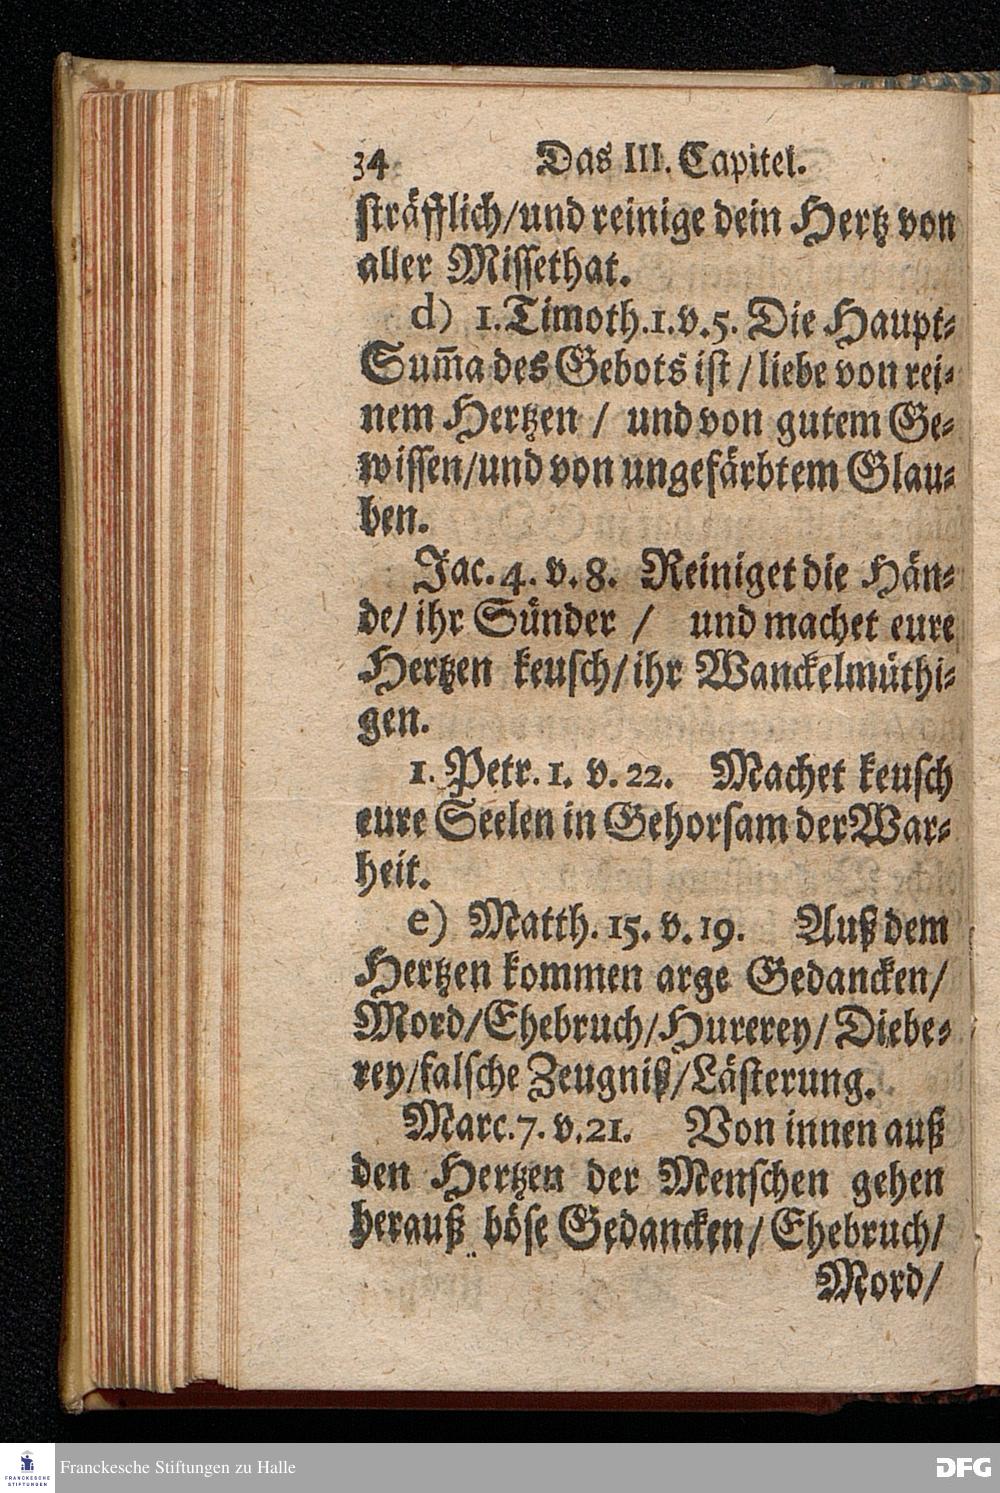 34 Das III. Capitel.
sträfflich/und reinige dein Hertz von
aller Missethat.
d) 1. Timoth.1.v.5. Die Haupt-
Sum̅a des Gebots ist / liebe von rei-
nem Hertzen / und von gutem Ge-
wissen/und von ungefärbtem Glau-
ben.
Jac. 4. v. 8. Reiniget die Hän-
de/ ihr Sünder / und machet eure
Hertzen keusch/ihr Wanckelmüthi-
gen.
1. Petr. 1. v. 22. Machet keusch
eure Seelen in Gehorsam der War-
heit.
e) Matth. 15. v. 19. Auß dem
Hertzen kommen arge Gedancken/
Mord/Ehebruch/Hurerey/Diebe-
rey/falsche Zeugniß/Lästerung.
Marc.7. v.21. Von innen auß
den Hertzen der Menschen gehen
herauß böse Gedancken/Ehebruch/
Mord/
FRANCKESCHE
STIFTUNGEN
Franckesche Stiftungen zu Halle
DFG